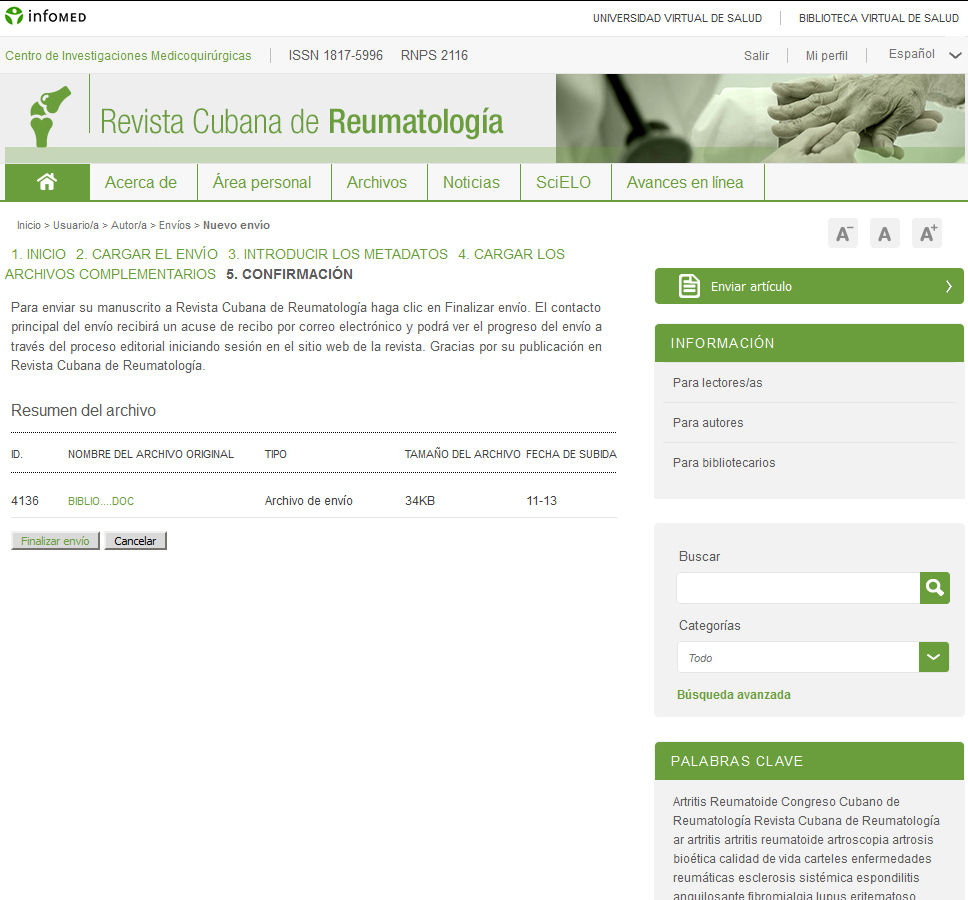 infOMED
UNIVERSIDAD VIRTUAL DE SALUD
BIBLIOTECA VIRTUAL DE SALUD
Centro de Investigaciones Medicoquirúrgicas
ISSN 1817-5996
RNPS 2116
Salir
Mi perfil
Español
Revista Cubana de Reumatología
Acerca de
Área personal
Archivos
Noticias
SciELO
Avances en línea
Inicio > Usuario/a > Autor/a > Envíos > Nuevo envío
1. INICIO 2. CARGAR EL ENVÍO 3. INTRODUCIR LOS METADATOS 4. CARGAR LOS
ARCHIVOS COMPLEMENTARIOS 5. CONFIRMACIÓN
Para enviar su manuscrito a Revista Cubana de Reumatología haga clic en Finalizar envío. El contacto
principal del envío recibirá un acuse de recibo por correo electrónico y podrá ver el progreso del envío a
través del proceso editorial iniciando sesión en el sitio web de la revista. Gracias por su publicación en
Revista Cubana de Reumatología.
Resumen del archivo
ID. NOMBRE DEL ARCHIVO ORIGINAL TIPO TAMAÑO DEL ARCHIVO FECHA DE SUBIDA
4136 BIBLIO....DOC Archivo de envío 34KB 11-13
Finalizar envío Cancelar
A- A A+
Enviar artículo
INFORMACIÓN
Para lectores/as
Para autores
Para bibliotecarios
Buscar
Categorías
Todo
Búsqueda avanzada
PALABRAS CLAVE
Artritis Reumatoide Congreso Cubano de
Reumatología Revista Cubana de Reumatología
ar artritis artritis reumatoide artroscopia artrosis
bioética calidad de vida carteles enfermedades
reumáticas esclerosis sistémica espondilitis
anquilosante fibromialgia lupus eritematoso